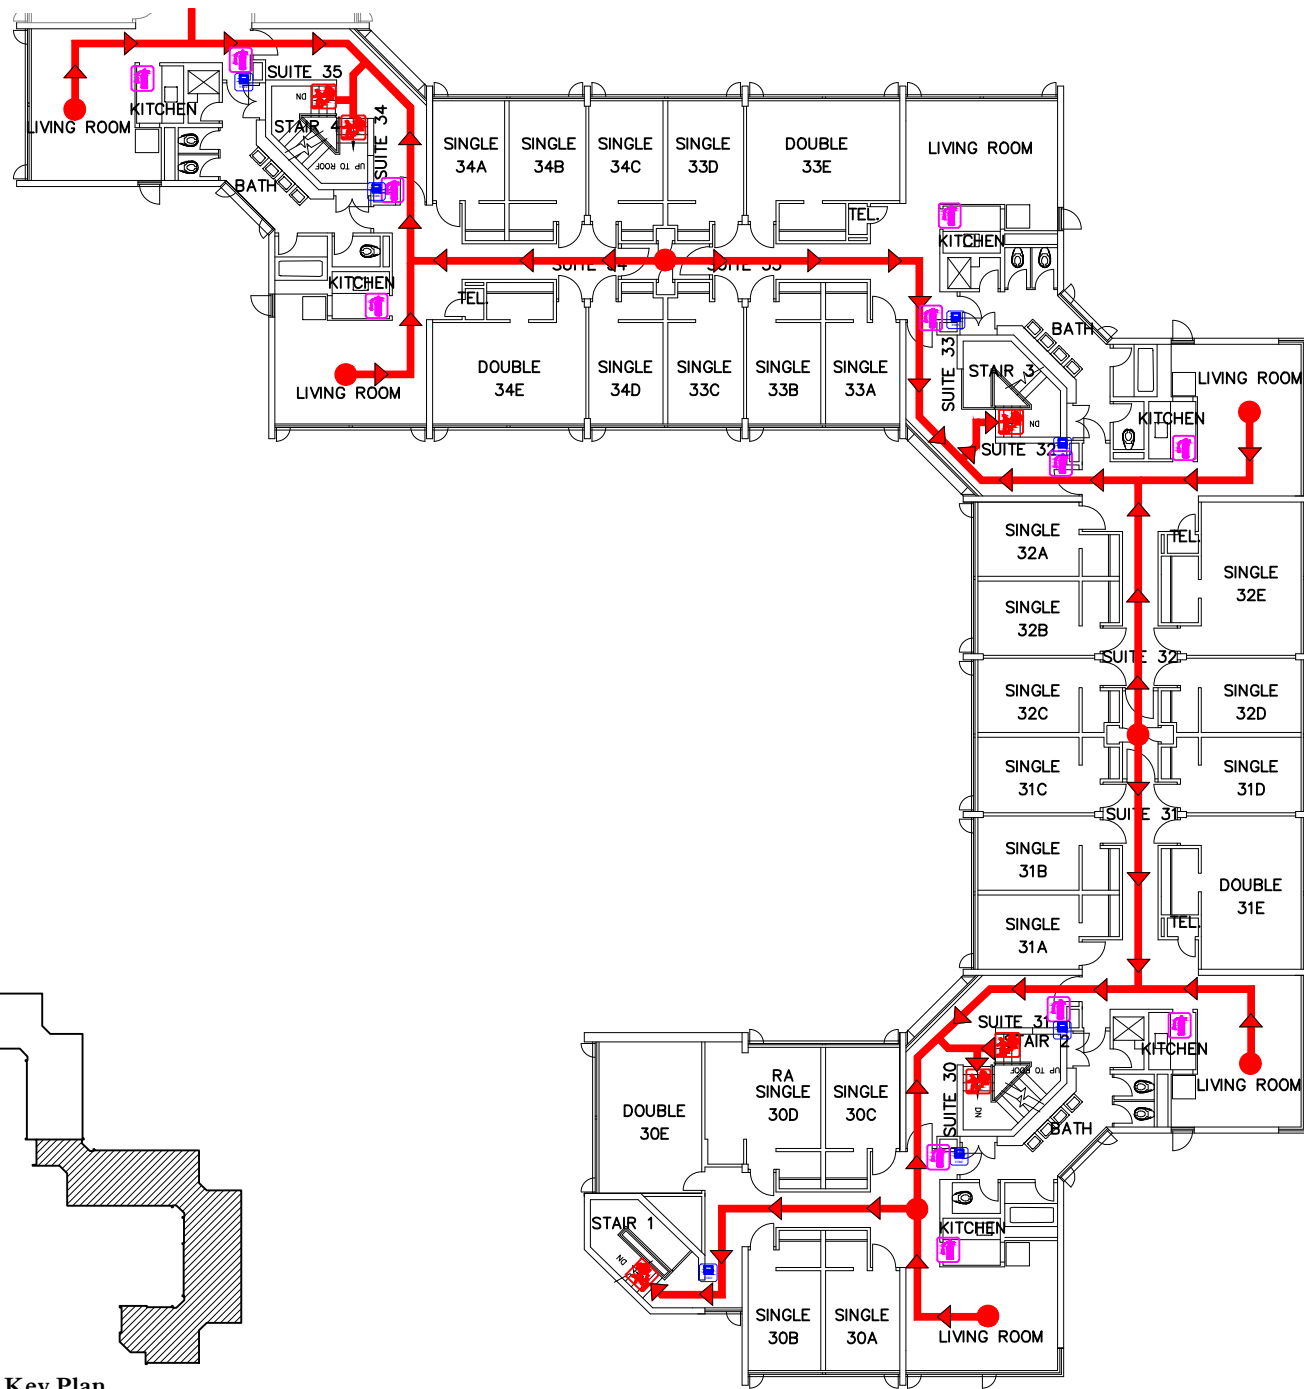 SUITE 35
KITCHEN
LIVING ROOM
DN
STAIR 4
SUITE 34
UP TO ROOF
BATH
SINGLE
34A
SINGLE
34B
SINGLE
34C
SINGLE
33D
DOUBLE
33E
LIVING ROOM
TEL.
KITCHEN
SUITE 34
SUITE 33
KITCHEN
TEL.
LIVING ROOM
DOUBLE
34E
SINGLE
34D
SINGLE
33C
SINGLE
33B
SINGLE
33A
BATH
SUITE 33
STAIR 3
DN
SUITE 32
LIVING ROOM
KITCHEN
SINGLE
32A
TEL.
SINGLE
32E
SINGLE
32B
SUITE 32
SINGLE
32C
SINGLE
32D
SINGLE
31C
SINGLE
31D
SUITE 31
SINGLE
31B
DOUBLE
31E
SINGLE
31A
TEL.
SUITE 31
STAIR 2
KITCHEN
UP TO ROOF
LIVING ROOM
SUITE 30
DN
BATH
DOUBLE
30E
RA
SINGLE
30D
SINGLE
30C
STAIR 1
DN
KITCHEN
SINGLE
30B
SINGLE
30A
LIVING ROOM
Key Plan